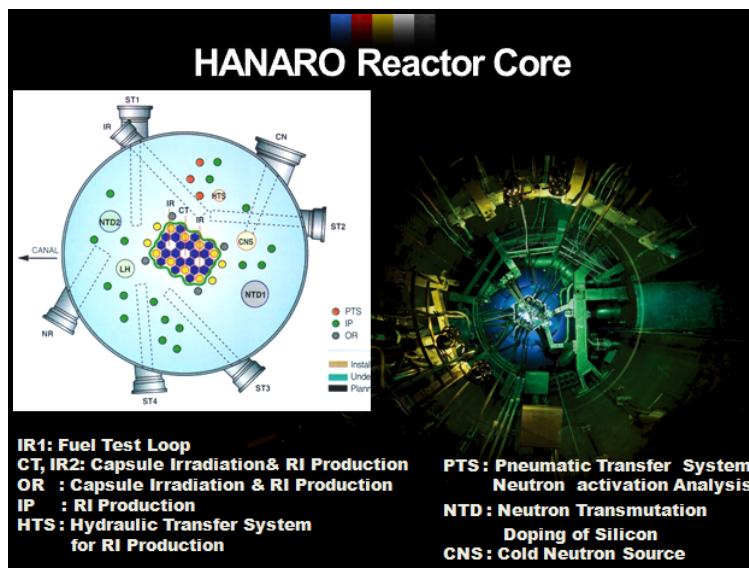 HANARO Reactor Core
ST1
IR
CN
IR
CT
IR
HTS
ST2
NTD2
CNS
CANAL
LH
NTD1
PTS
IP
OR
NR
ST4
ST3
Install
Unde
Plann
IR1: Fuel Test Loop
CT, IR2: Capsule Irradiation& RI Production
OR : Capsule Irradiation & RI Production
IP : RI Production
HTS : Hydraulic Transfer System
for RI Production
PTS : Pneumatic Transfer System
Neutron activation Analysis
NTD : Neutron Transmutation
Doping of Silicon
CNS : Cold Neutron Source